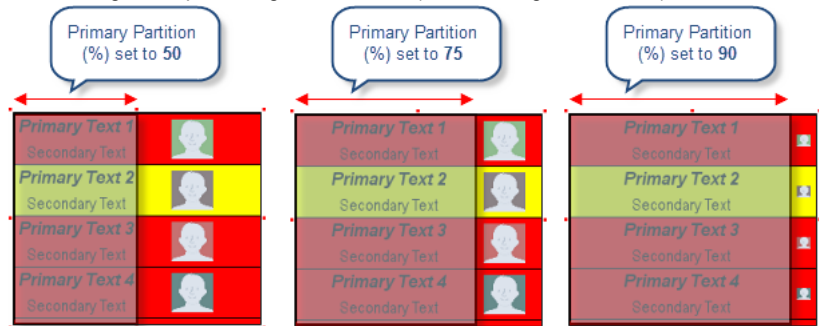 Primary Partition
(%) set to 50
Primary Partition
(%) set to 75
Primary Partition
(%) set to 90
Primary Text 1
Secondary Text
Primary Text 2
Secondary Text
Primary Text 3
Secondary Text
Primary Text 4
Secondary Text
Primary Text 1
Secondary Text
Primary Text 2
Secondary Text
Primary Text 3
Secondary Text
Primary Text 4
Secondary Text
Primary Text 1
Secondary Text
Primary Text 2
Secondary Text
Primary Text 3
Secondary Text
Primary Text 4
Secondary Text